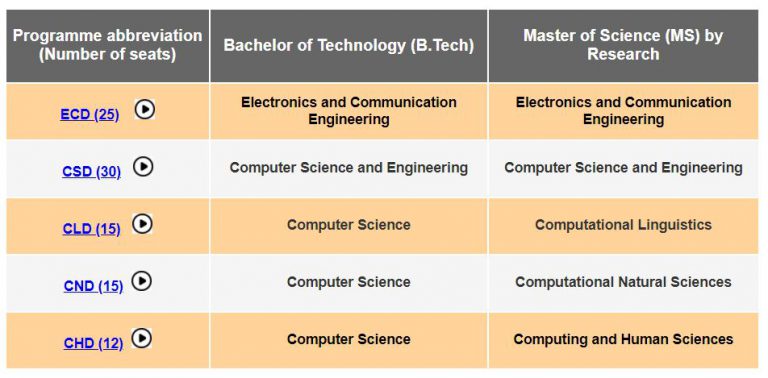 Programme abbreviation
(Number of seats)
Bachelor of Technology (B.Tech)
Master of Science (MS) by
Research
ECD (25)
Electronics and Communication
Engineering
Electronics and Communication
Engineering
CSD (30)
Computer Science and Engineering
Computer Science and Engineering
CLD (15)
Computer Science
Computational Linguistics
CND (15)
Computer Science
Computational Natural Sciences
CHD (12)
Computer Science
Computing and Human Sciences